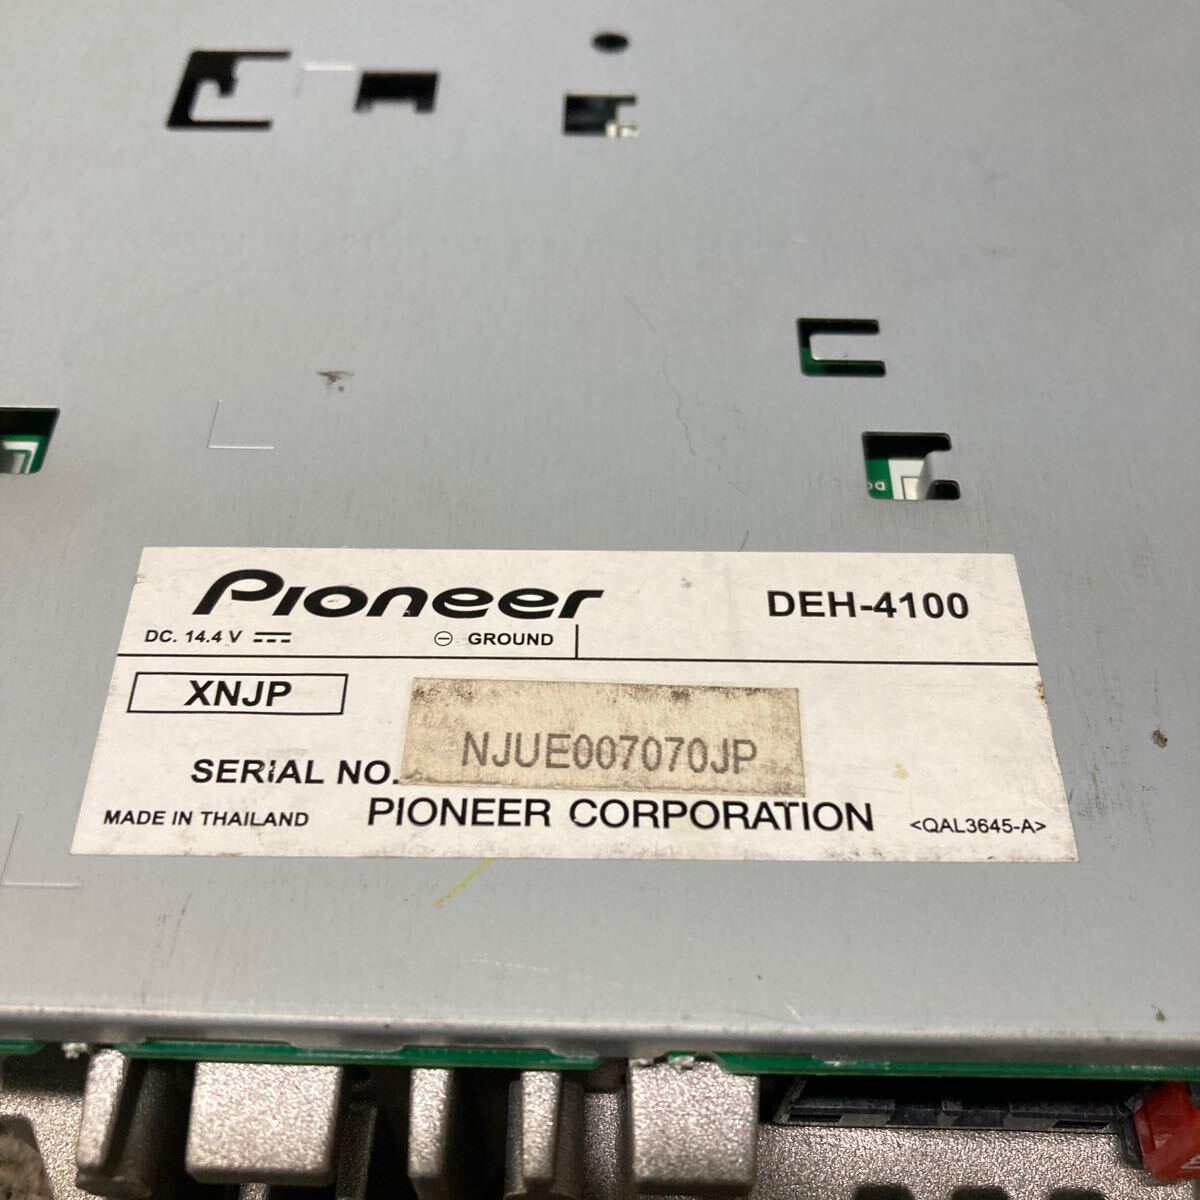 Pioneer DEH-4100
DC. 14.4 V ⎓ ⊖ GROUND
XNJP
SERIAL NO. NJUE007070JP
MADE IN THAILAND PIONEER CORPORATION <QAL3645-A>